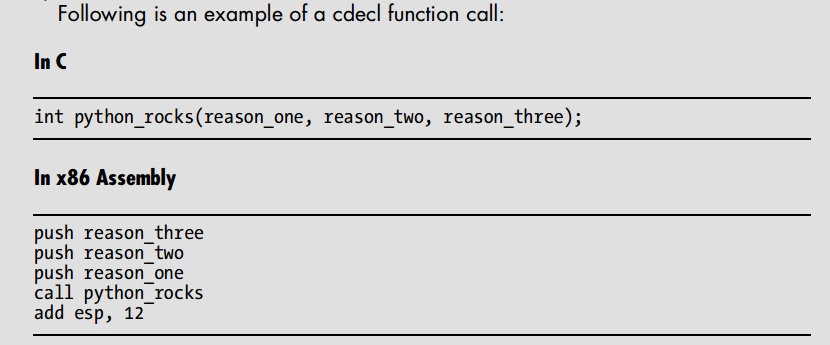 Following is an example of a cdecl function call:
In C
int python_rocks(reason_one, reason_two, reason_three);
In x86 Assembly
push reason_three
push reason_two
push reason_one
call python_rocks
add esp, 12